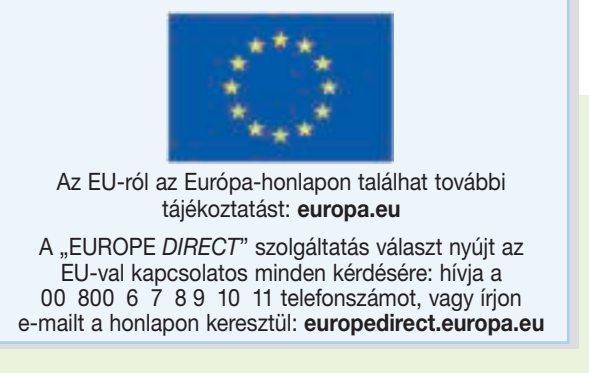 Az EU-ról az Európa-honlapon találhat további
tájékoztatást: europa.eu
A „EUROPE DIRECT” szolgáltatás választ nyújt az
EU-val kapcsolatos minden kérdésére: hívja a
00 800 6 7 8 9 10 11 telefonszámot, vagy írjon
e-mailt a honlapon keresztül: europedirect.europa.eu